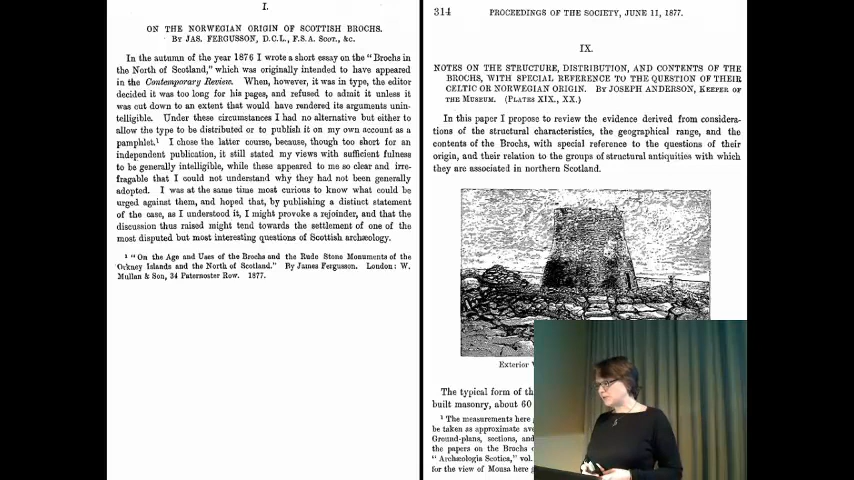 I.
ON THE NORWEGIAN ORIGIN OF SCOTTISH BROCHS.
BY JAS. FERGUSSON, D.C.L., F.S.A. SCOT., &c.
In the autumn of the year 1876 I wrote a short essay on the "Brochs in
the North of Scotland," which was originally intended to have appeared
in the Contemporary Review. When, however, it was in type, the editor
decided it was too long for his pages, and refused to admit it unless it
was cut down to an extent that would have rendered its arguments unin-
telligible. Under these circumstances I had no alternative but either to
allow the type to be distributed or to publish it on my own account as a
pamphlet.¹ I chose the latter course, because, though too short for an
independent publication, it still stated my views with sufficient fulness
to be generally intelligible, while these appeared to me so clear and irre-
fragable that I could not understand why they had not been generally
adopted. I was at the same time most curious to know what could be
urged against them, and hoped that, by publishing a distinct statement
of the case, as I understood it, I might provoke a rejoinder, and that the
discussion thus raised might tend towards the settlement of one of the
most disputed but most interesting questions of Scottish archæology.
¹ "On the Age and Uses of the Brochs and the Rude Stone Monuments of the
Orkney Islands and the North of Scotland." By James Fergusson. London: W.
Mullan & Son, 34 Paternoster Row. 1877.
314 PROCEEDINGS OF THE SOCIETY, JUNE 11, 1877.
IX.
NOTES ON THE STRUCTURE, DISTRIBUTION, AND CONTENTS OF THE
BROCHS, WITH SPECIAL REFERENCE TO THE QUESTION OF THEIR
CELTIC OR NORWEGIAN ORIGIN. BY JOSEPH ANDERSON, KEEPER OF
THE MUSEUM. (PLATES XIX., XX.)
In this paper I propose to review the evidence derived from considera-
tions of the structural characteristics, the geographical range, and the
contents of the Brochs, with special reference to the questions of their
origin, and their relation to the groups of structural antiquities with which
they are associated in northern Scotland.
Exterior
The typical form of th
built masonry, about 60
¹ The measurements here
be taken as approximate ave
Ground-plans, sections, and
the papers on the Brochs
"Archæologia Scotica," vol.
for the view of Mousa here